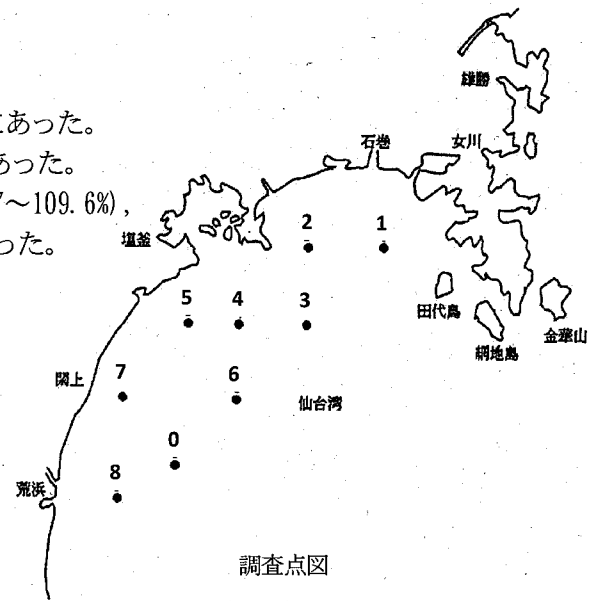 にあった。
あった。
7～109.6%),
った。
雄勝
石巻
女川
塩釜
2
1
5
4
3
田代島
金華山
網地島
閖上
7
6
仙台湾
0
8
荒浜
調査点図